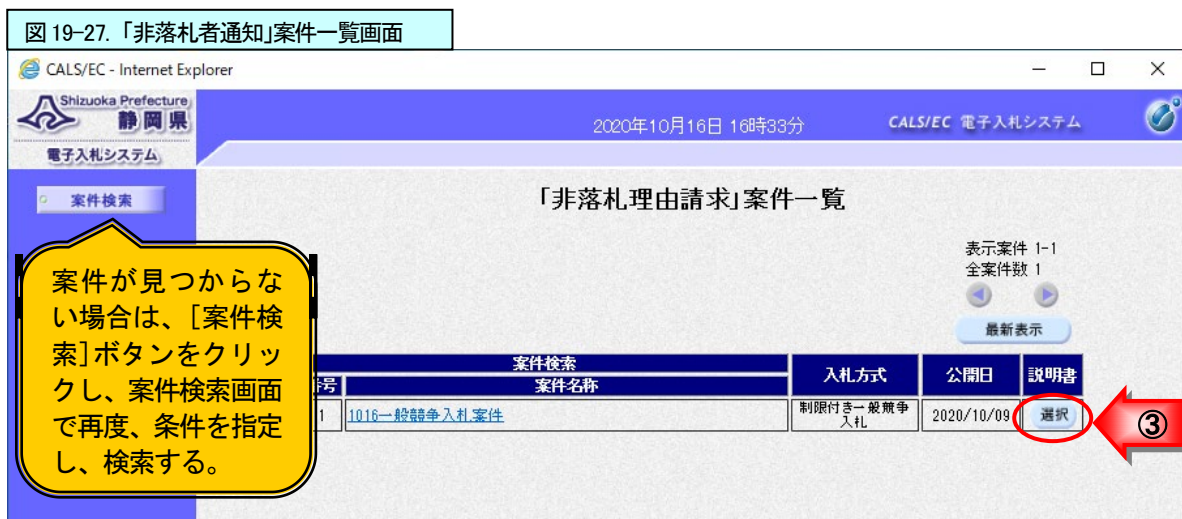 図 19-27.「非落札者通知」案件一覧画面
CALS/EC - Internet Explorer
Shizuoka Prefecture
静岡県
電子入札システム
2020年10月16日 16時33分
CALS/EC 電子入札システム
案件検索
「非落札理由請求」案件一覧
表示案件 1-1
全案件数 1
最新表示
案件が見つからな
い場合は、[案件検
索]ボタンをクリッ
クし、案件検索画面
で再度、条件を指定
し、検索する。
案件検索
号 案件名称 入札方式 公開日 説明書
1 1016一般競争入札案件 制限付き一般競争
入札 2020/10/09 選択
③